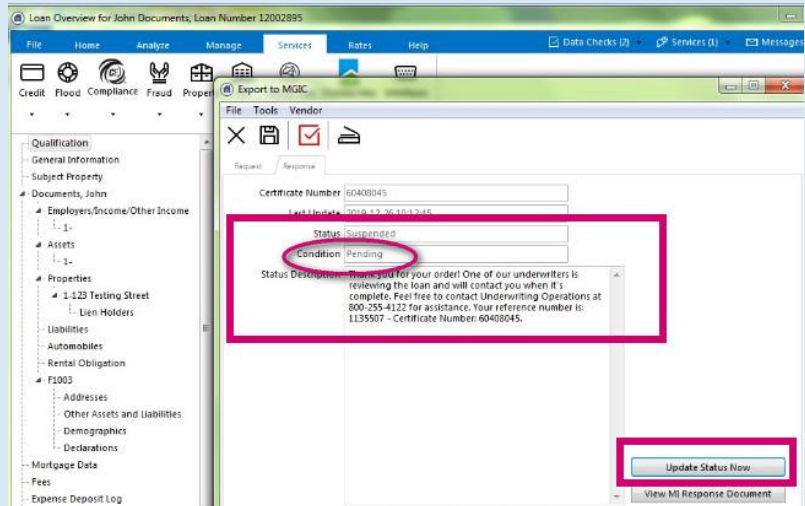 Loan Overview for John Documents, Loan Number 12002895
File Home Analyze Manage Services Rates Help Data Checks (2) Services (1) Messages
Credit Flood Compliance Fraud Proper
Export to MGIC
File Tools Vendor
Request Response
Qualification
General Information
Subject Property
Documents, John
Employers/Income/Other Income
-1-
Assets
-1-
Properties
1-123 Testing Street
Lien Holders
Liabilities
Automobiles
Rental Obligation
F1003
Addresses
Other Assets and Liabilities
Demographics
Declarations
Mortgage Data
Fees
Expense Deposit Log
Certificate Number 60408045
Last Update 2019-12-26 10:12:45
Status Suspended
Condition Pending
Status Description Thank you for your order! One of our underwriters is
reviewing the loan and will contact you when it's
complete. Feel free to contact Underwriting Operations at
800-255-4122 for assistance. Your reference number is:
1135507 - Certificate Number: 60408045.
Update Status Now
View MI Response Document